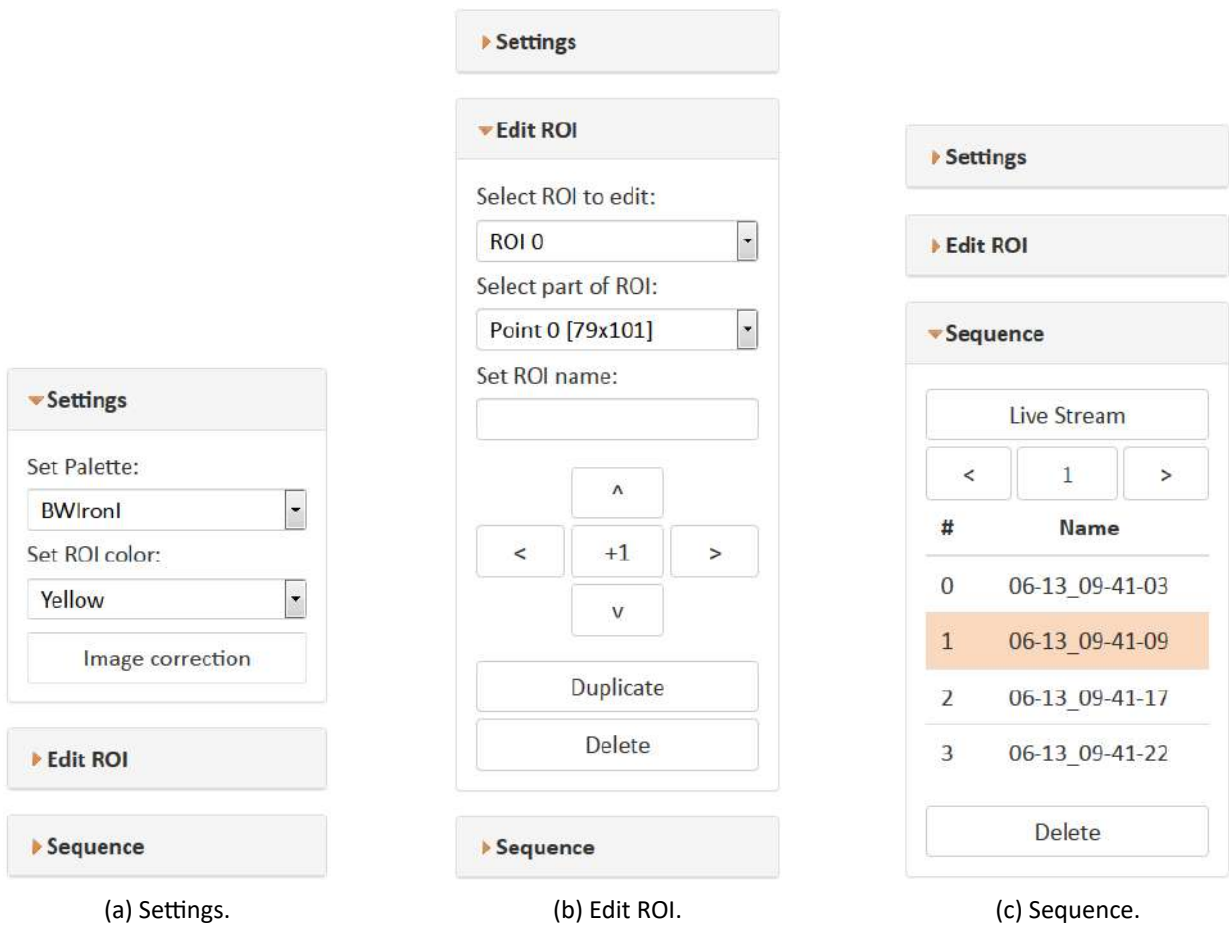 Settings
Set Palette:
BWIronI
Set ROI color:
Yellow
Image correction
Edit ROI
Sequence
(a) Settings.
Settings
Edit ROI
Select ROI to edit:
ROI 0
Select part of ROI:
Point 0 [79x101]
Set ROI name:
^
< +1 >
v
Duplicate
Delete
Sequence
(b) Edit ROI.
Settings
Edit ROI
Sequence
Live Stream
< 1 >
# Name
0 06-13_09-41-03
1 06-13_09-41-09
2 06-13_09-41-17
3 06-13_09-41-22
Delete
(c) Sequence.